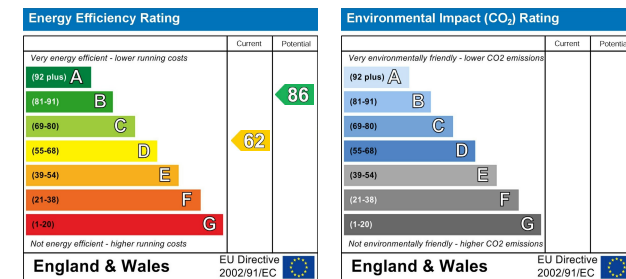 Energy Efficiency Rating
Current Potential
Very energy efficient - lower running costs
(92 plus) A
(81-91) B
86
(69-80) C
62
(55-68) D
(39-54) E
(21-38) F
(1-20) G
Not energy efficient - higher running costs
England & Wales
EU Directive
2002/91/EC
Environmental Impact (CO₂) Rating
Current Potential
Very environmentally friendly - lower CO2 emissions
(92 plus) A
(81-91) B
(69-80) C
(55-68) D
(39-54) E
(21-38) F
(1-20) G
Not environmentally friendly - higher CO2 emissions
England & Wales
EU Directive
2002/91/EC